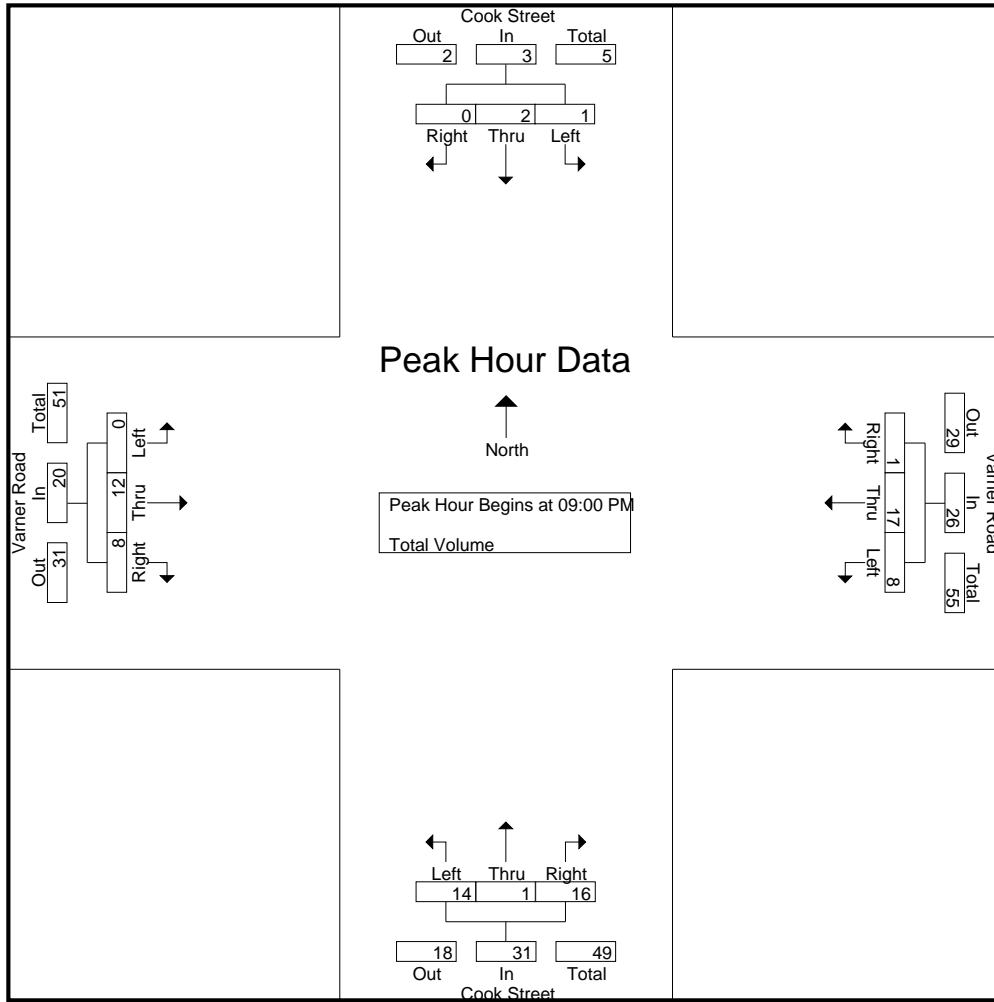 Cook Street
Out In Total
2 3 5
0 2 1
Right Thru Left
Peak Hour Data
North
Peak Hour Begins at 09:00 PM
Total Volume
Varner Road
Out In Total
31 20 51
8 12 0
Right Thru Left
Varner Road
Out In Total
29 26 55
1 17 8
Right Thru Left
Left Thru Right
14 1 16
18 31 49
Out In Total
Cook Street